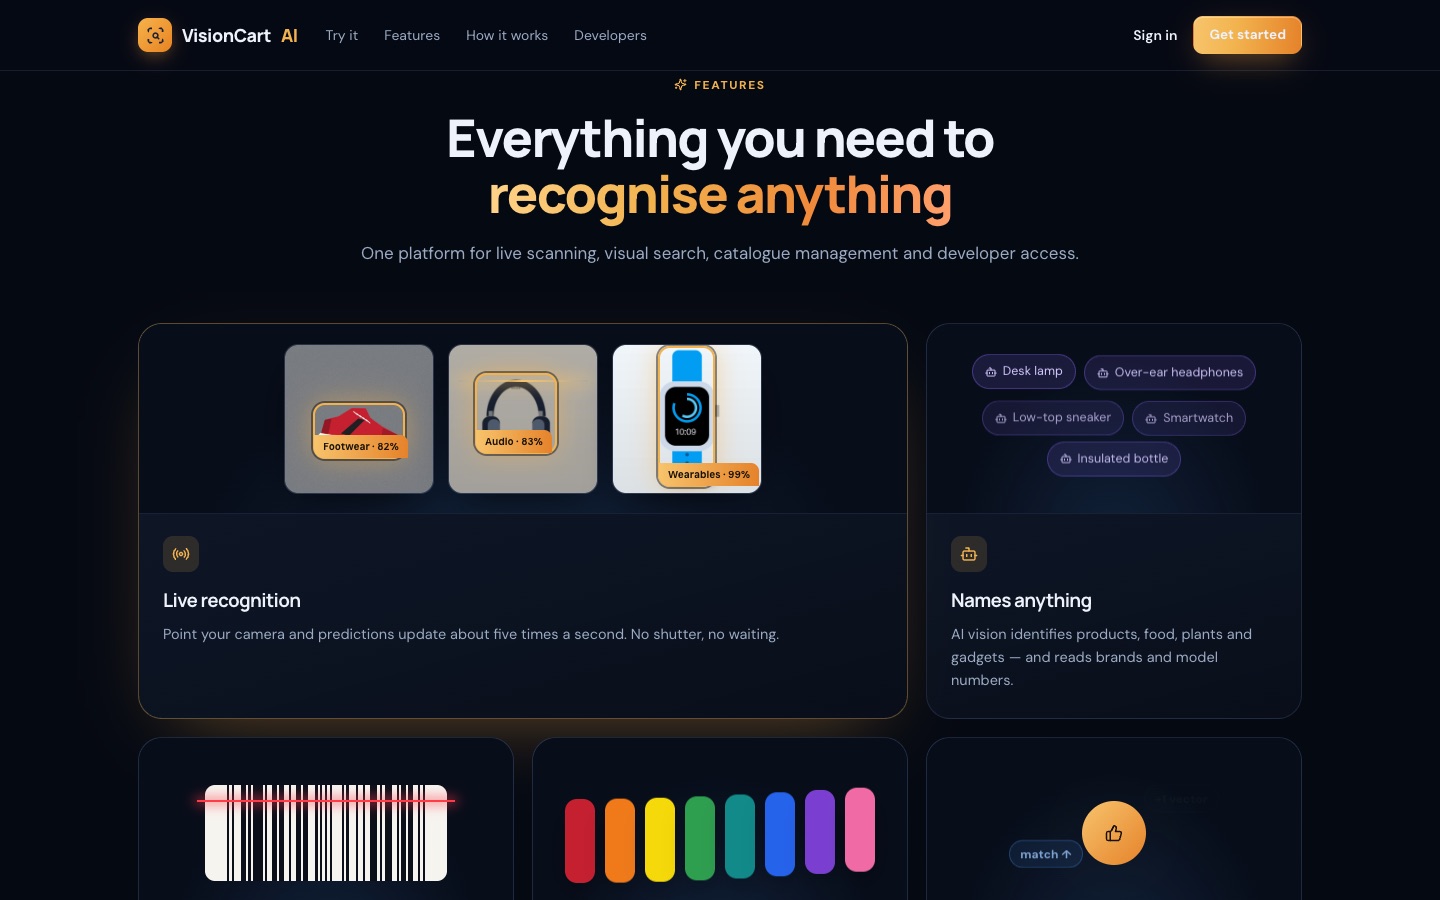 VisionCart AI
Try it
Features
How it works
Developers
Sign in
Get started
FEATURES
Everything you need to
recognise anything
One platform for live scanning, visual search, catalogue management and developer access.
Footwear · 82%
Audio · 83%
10:09
Wearables · 99%
Desk lamp
Over-ear headphones
Low-top sneaker
Smartwatch
Insulated bottle
Live recognition
Point your camera and predictions update about five times a second. No shutter, no waiting.
Names anything
AI vision identifies products, food, plants and
gadgets — and reads brands and model
numbers.
match ↑